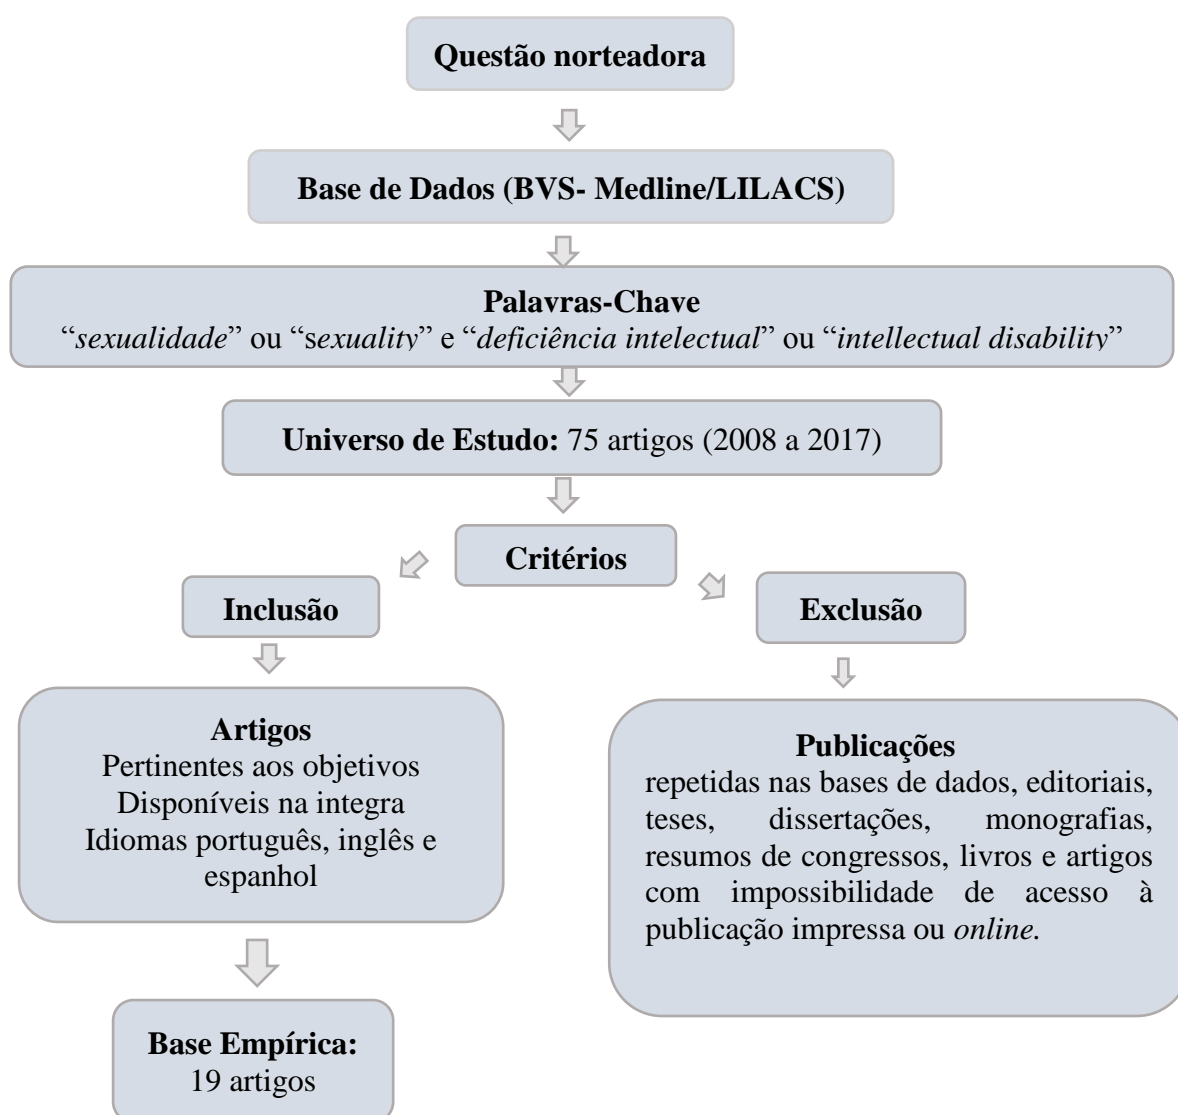 Questão norteadora
Base de Dados (BVS- Medline/LILACS)
Palavras-Chave
“sexualidade” ou “sexuality” e “deficiência intelectual” ou “intellectual disability”
Universo de Estudo: 75 artigos (2008 a 2017)
Critérios
Inclusão
Exclusão
Artigos
Pertinentes aos objetivos
Disponíveis na integra
Idiomas português, inglês e
espanhol
Publicações
repetidas nas bases de dados, editoriais,
teses, dissertações, monografias,
resumos de congressos, livros e artigos
com impossibilidade de acesso à
publicação impressa ou online.
Base Empírica:
19 artigos